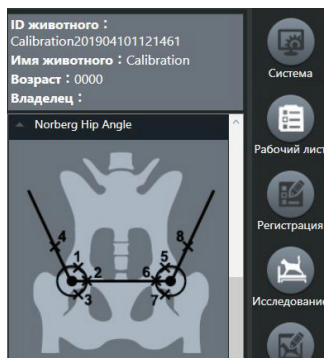 ID животного：
Calibration201904101121461
Имя животного：Calibration
Возраст：0000
Владелец：
Norberg Hip Angle
4
1
2
3
5
6
7
8
Система
Рабочий лист
Регистрация
Исследование